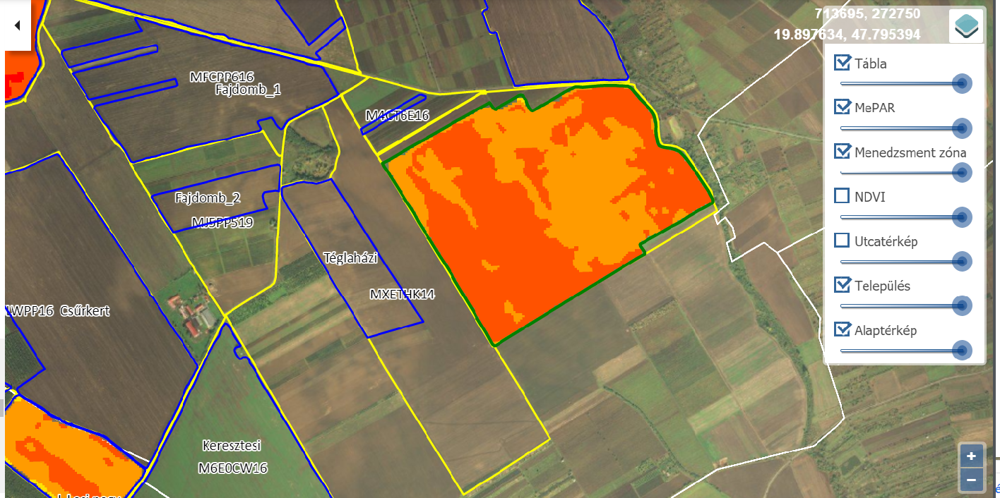 713695, 272750
19.897634, 47.795394
Tábla
MePAR
Menedzsment zóna
NDVI
Utcatérkép
Település
Alaptérkép
MFCPP616
Fajdomb_1
M4CT6E16
Fajdomb_2
MJ5PP519
Téglaházi
MXETHK14
WPP16 Csűrkert
Keresztesi
M6E0CW16
+
−